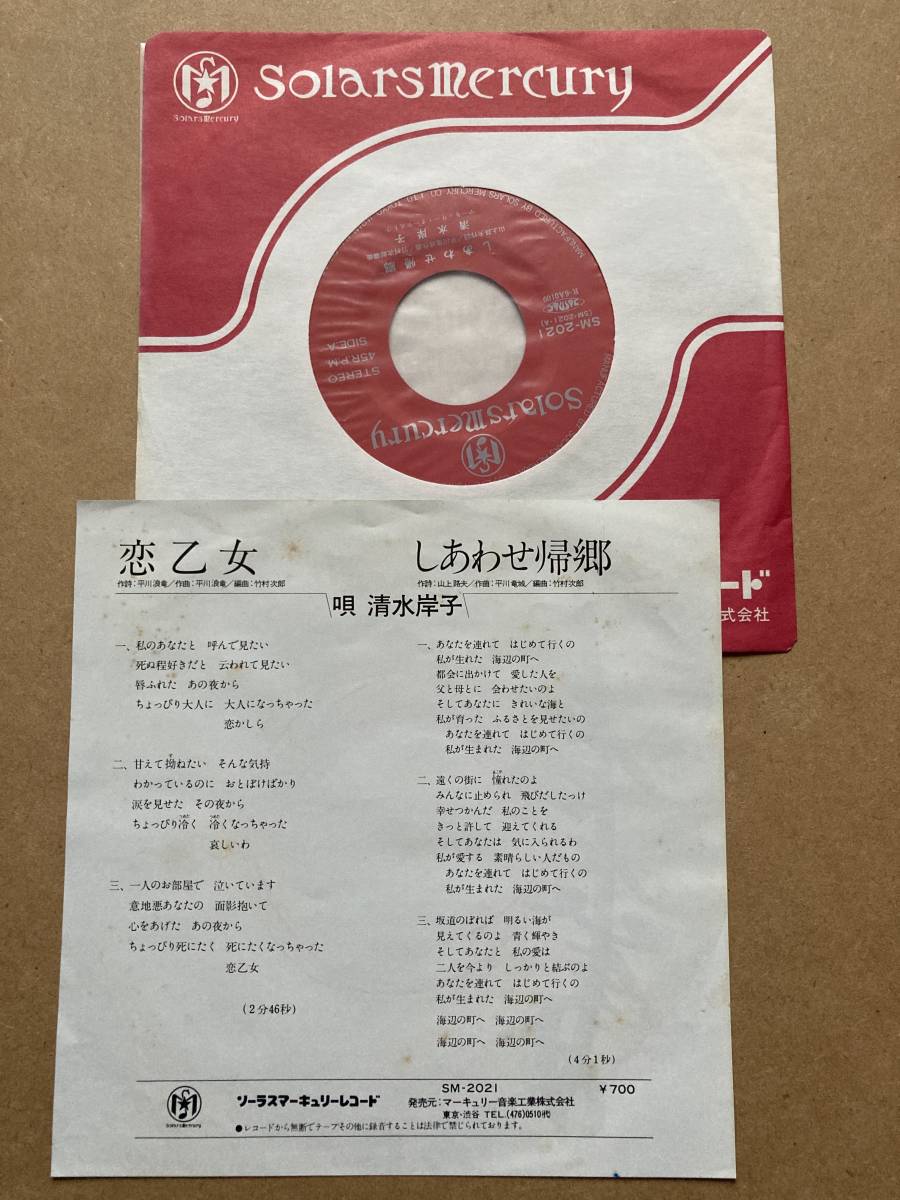 SolarsMercury
SolarsMercury
MANUFACTURED BY SOLARS MERCURY
しあわせ帰郷
清水岸子
R-6A0100
SM-2021
(SM-2021-A)
STEREO
45R.P.M
SIDE.A
SolarsMercury
ード
式会社
恋乙女
作詩:平川浪竜/作曲:平川浪竜/編曲:竹村次郎
しあわせ帰郷
作詩:山上路夫/作曲:平川竜城/編曲:竹村次郎
唄 清水岸子
一、私のあなたと 呼んで見たい
死ぬ程好きだと 云われて見たい
唇ふれた あの夜から
ちょっぴり大人に 大人になっちゃった
恋かしら
二、甘えて拗ねたい そんな気持
わかっているのに おとぼけばかり
涙を見せた その夜から
ちょっぴり冷く 冷くなっちゃった
哀しいわ
三、一人のお部屋で 泣いています
意地悪あなたの 面影抱いて
心をあげた あの夜から
ちょっぴり死にたく 死にたくなっちゃった
恋乙女
(2分46秒)
一、あなたを連れて はじめて行くの
私が生れた 海辺の町へ
都会に出かけて 愛した人を
父と母とに 会わせたいのよ
そしてあなたに きれいな海と
私が育った ふるさとを見せたいの
あなたを連れて はじめて行くの
私が生まれた 海辺の町へ
二、遠くの街に 憧れたのよ
みんなに止められ 飛びだしたっけ
幸せつかんだ 私のことを
きっと許して 迎えてくれる
そしてあなたは 気に入られるわ
私が愛する 素晴らしい人だもの
あなたを連れて はじめて行くの
私が生まれた 海辺の町へ
三、坂道のぼれば 明るい海が
見えてくるのよ 青く輝やき
そしてあなたと 私の愛は
二人を今より しっかりと結ぶのよ
あなたを連れて はじめて行くの
私が生まれた 海辺の町へ
海辺の町へ 海辺の町へ
海辺の町へ 海辺の町へ
(4分1秒)
SolarsMercury
ソーラスマーキュリーレコード
SM-2021
発売元:マーキュリー音楽工業株式会社
東京・渋谷 TEL.(476)0510代
¥700
●レコードから無断でテープその他に録音することは法律で禁じられております。